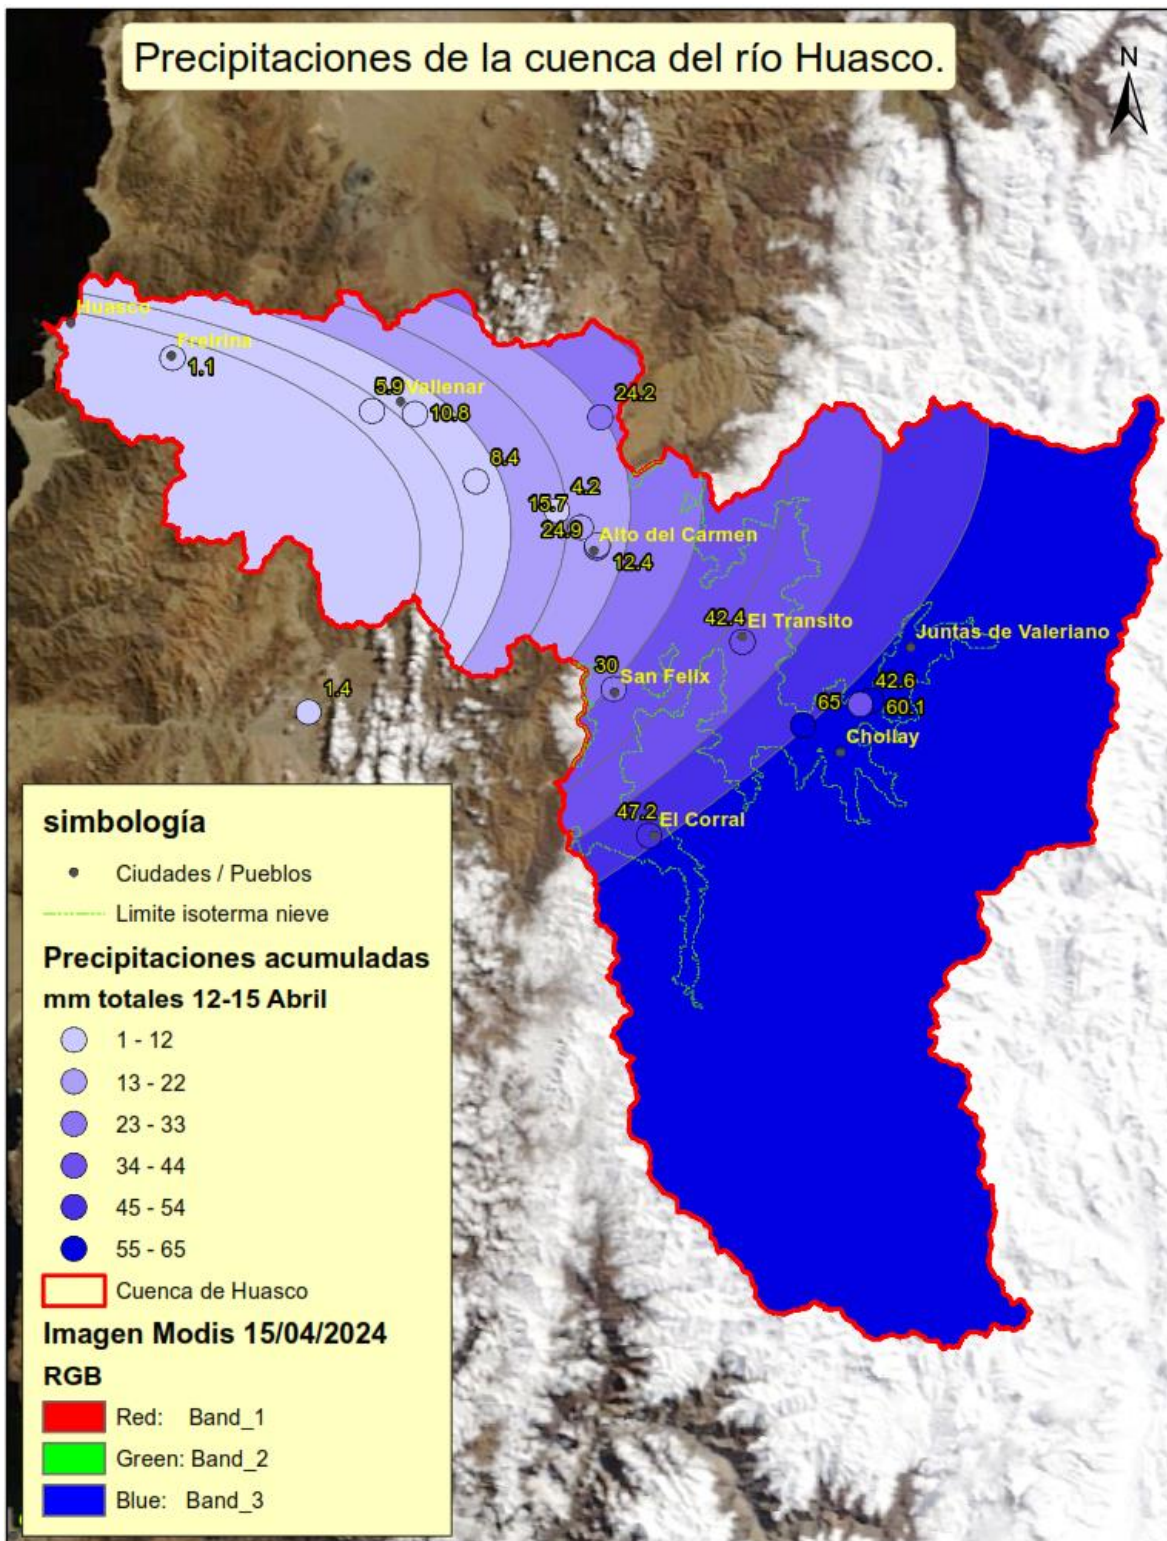 Precipitaciones de la cuenca del río Huasco.
N
Huasco
Freirina
1.1
5.9
Vallenar
10.8
24.2
8.4
4.2
15.7
24.9
Alto del Carmen
12.4
42.4
El Transito
Juntas de Valeriano
30
San Felix
42.6
60.1
65
1.4
Chollay
47.2
El Corral
simbología
Ciudades / Pueblos
Limite isoterma nieve
Precipitaciones acumuladas
mm totales 12-15 Abril
1 - 12
13 - 22
23 - 33
34 - 44
45 - 54
55 - 65
Cuenca de Huasco
Imagen Modis 15/04/2024
RGB
Red: Band_1
Green: Band_2
Blue: Band_3